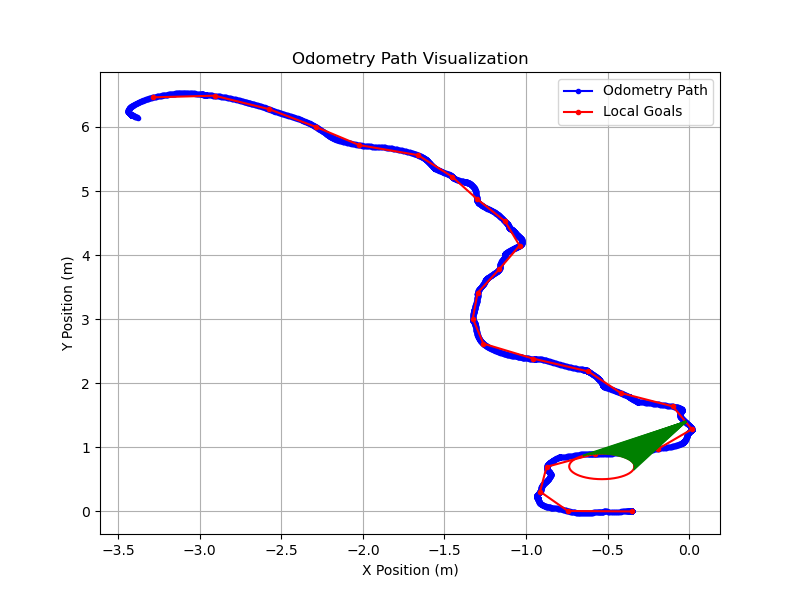 Odometry Path Visualization
Odometry Path
Local Goals
Y Position (m)
6
5
4
3
2
1
0
−3.5 −3.0 −2.5 −2.0 −1.5 −1.0 −0.5 0.0
X Position (m)